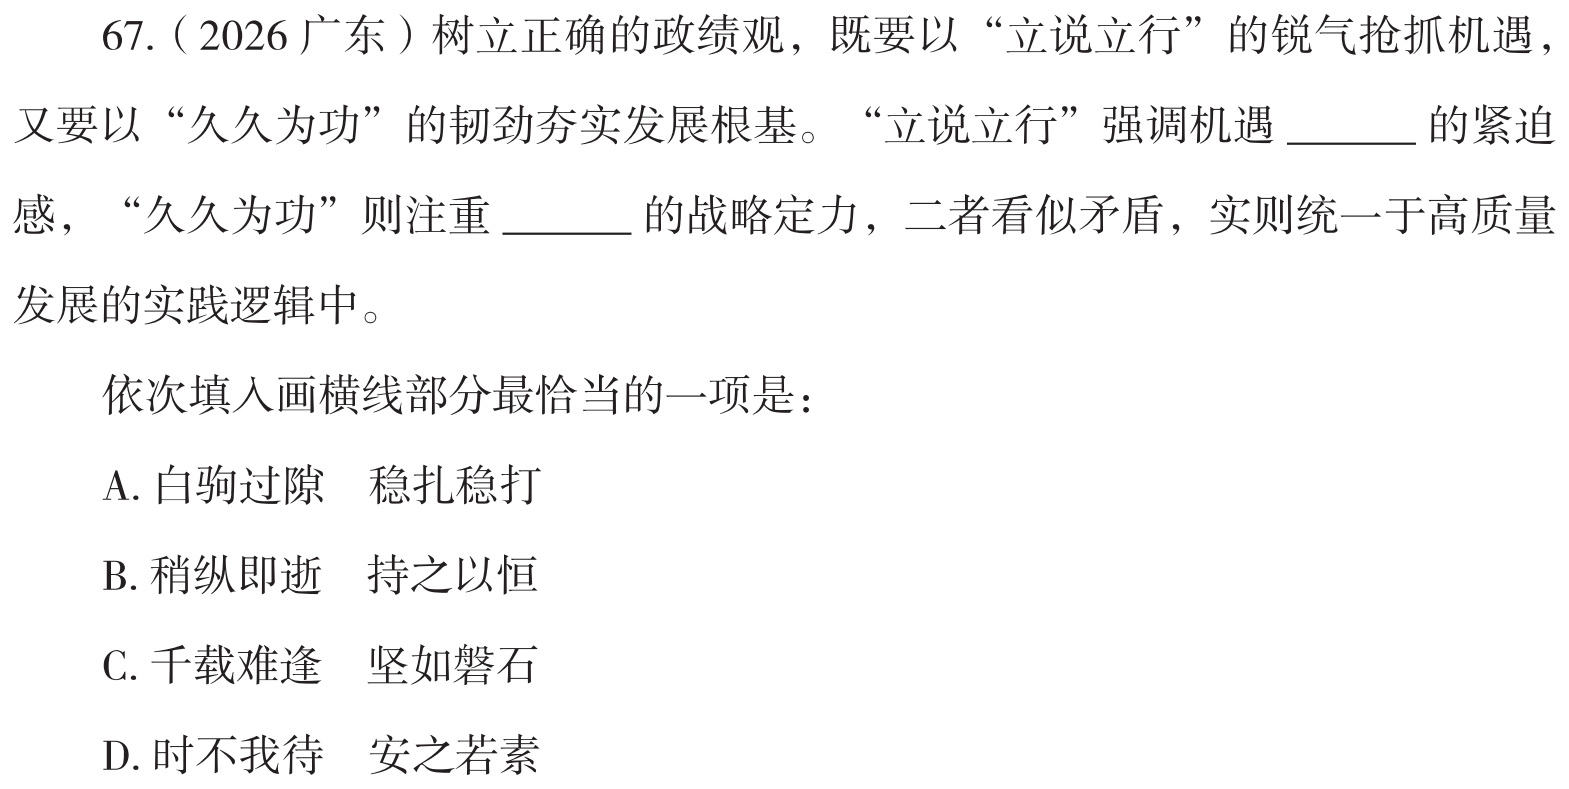 67.（2026 广东）树立正确的政绩观，既要以“立说立行”的锐气抢抓机遇，
又要以“久久为功”的韧劲夯实发展根基。“立说立行”强调机遇 ______ 的紧迫
感，“久久为功”则注重 ______ 的战略定力，二者看似矛盾，实则统一于高质量
发展的实践逻辑中。
依次填入画横线部分最恰当的一项是：
A. 白驹过隙　稳扎稳打
B. 稍纵即逝　持之以恒
C. 千载难逢　坚如磐石
D. 时不我待　安之若素